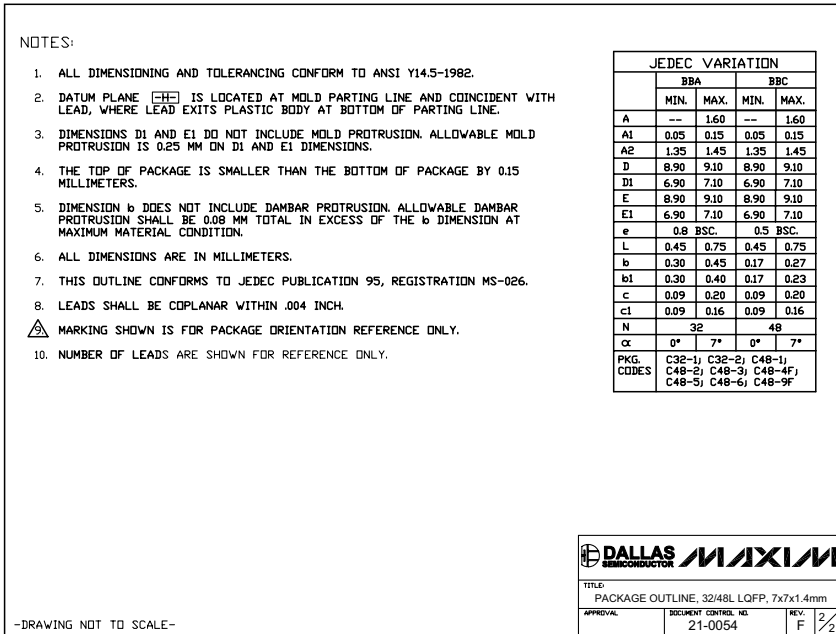 NOTES:
1. ALL DIMENSIONING AND TOLERANCING CONFORM TO ANSI Y14.5-1982.
2. DATUM PLANE -H- IS LOCATED AT MOLD PARTING LINE AND COINCIDENT WITH
LEAD, WHERE LEAD EXITS PLASTIC BODY AT BOTTOM OF PARTING LINE.
3. DIMENSIONS D1 AND E1 DO NOT INCLUDE MOLD PROTRUSION. ALLOWABLE MOLD
PROTRUSION IS 0.25 MM ON D1 AND E1 DIMENSIONS.
4. THE TOP OF PACKAGE IS SMALLER THAN THE BOTTOM OF PACKAGE BY 0.15
MILLIMETERS.
5. DIMENSION b DOES NOT INCLUDE DAMBAR PROTRUSION. ALLOWABLE DAMBAR
PROTRUSION SHALL BE 0.08 MM TOTAL IN EXCESS OF THE b DIMENSION AT
MAXIMUM MATERIAL CONDITION.
6. ALL DIMENSIONS ARE IN MILLIMETERS.
7. THIS OUTLINE CONFORMS TO JEDEC PUBLICATION 95, REGISTRATION MS-026.
8. LEADS SHALL BE COPLANAR WITHIN .004 INCH.
9. MARKING SHOWN IS FOR PACKAGE ORIENTATION REFERENCE ONLY.
10. NUMBER OF LEADS ARE SHOWN FOR REFERENCE ONLY.
JEDEC VARIATION
BBA BBC
MIN. MAX. MIN. MAX.
A -- 1.60 -- 1.60
A1 0.05 0.15 0.05 0.15
A2 1.35 1.45 1.35 1.45
D 8.90 9.10 8.90 9.10
D1 6.90 7.10 6.90 7.10
E 8.90 9.10 8.90 9.10
E1 6.90 7.10 6.90 7.10
e 0.8 BSC. 0.5 BSC.
L 0.45 0.75 0.45 0.75
b 0.30 0.45 0.17 0.27
b1 0.30 0.40 0.17 0.23
c 0.09 0.20 0.09 0.20
c1 0.09 0.16 0.09 0.16
N 32 48
α 0° 7° 0° 7°
PKG. C32-1; C32-2; C48-1;
CODES C48-2; C48-3; C48-4F;
C48-5; C48-6; C48-9F
DALLAS MAXIM
SEMICONDUCTOR
TITLE:
PACKAGE OUTLINE, 32/48L LQFP, 7x7x1.4mm
APPROVAL DOCUMENT CONTROL NO. REV.
21-0054 F 2/2
-DRAWING NOT TO SCALE-